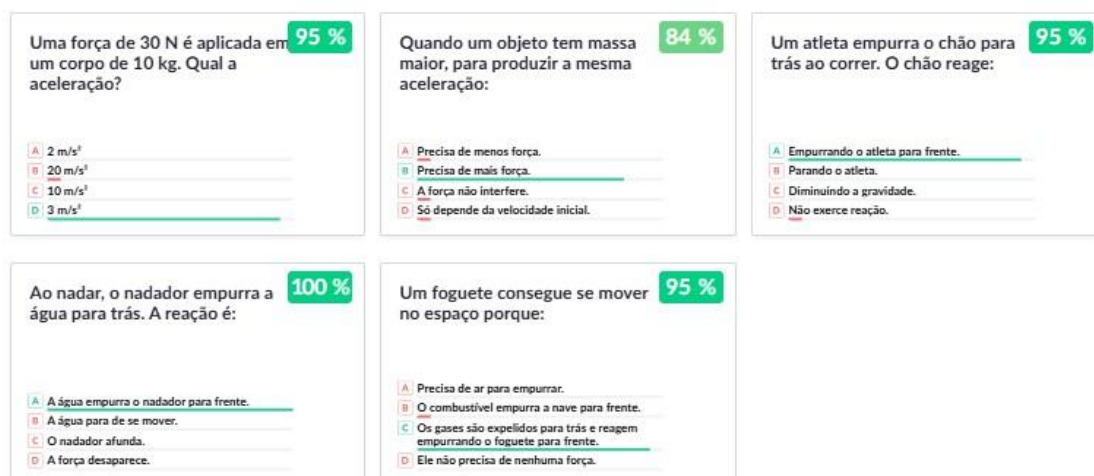 Uma força de 30 N é aplicada em
um corpo de 10 kg. Qual a
aceleração?
95 %
A 2 m/s²
B 20 m/s²
C 10 m/s²
D 3 m/s²
Quando um objeto tem massa
maior, para produzir a mesma
aceleração:
84 %
A Precisa de menos força.
B Precisa de mais força.
C A força não interfere.
D Só depende da velocidade inicial.
Um atleta empurra o chão para
trás ao correr. O chão reage:
95 %
A Empurrando o atleta para frente.
B Parando o atleta.
C Diminuindo a gravidade.
D Não exerce reação.
Ao nadar, o nadador empurra a
água para trás. A reação é:
100 %
A A água empurra o nadador para frente.
B A água para de se mover.
C O nadador afunda.
D A força desaparece.
Um foguete consegue se mover
no espaço porque:
95 %
A Precisa de ar para empurrar.
B O combustível empurra a nave para frente.
C Os gases são expelidos para trás e reagem
empurrando o foguete para frente.
D Ele não precisa de nenhuma força.